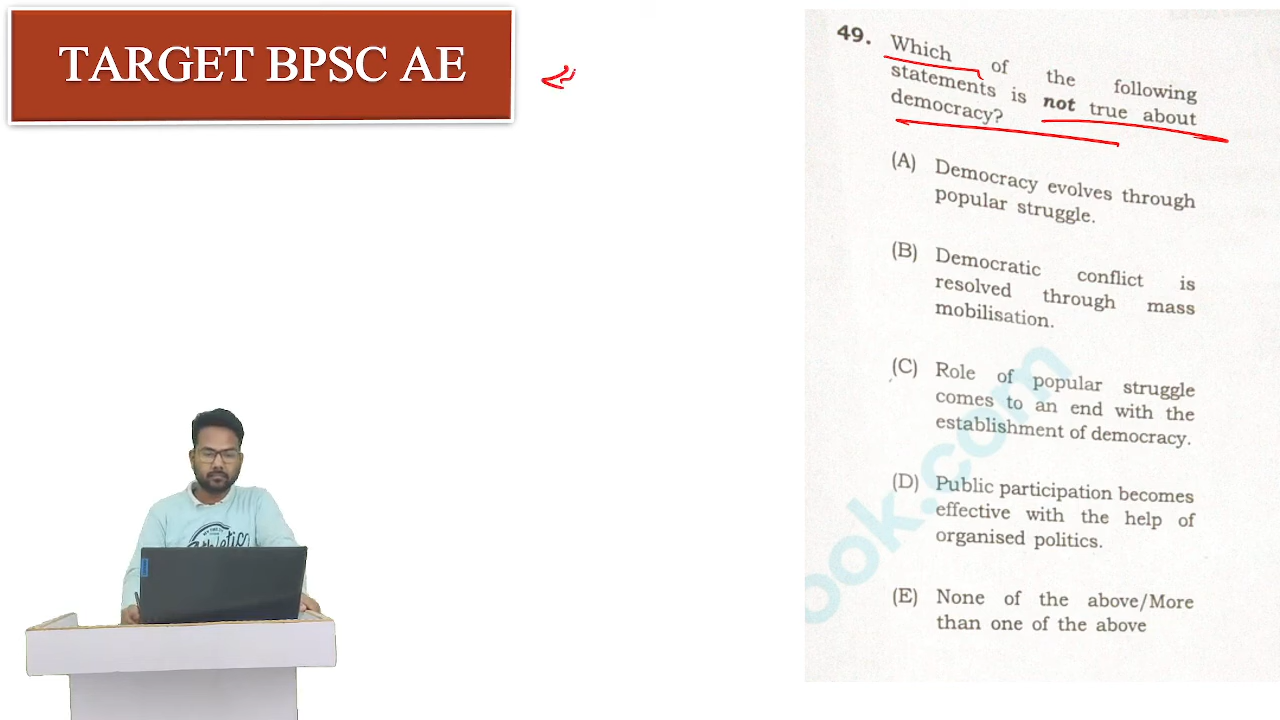 TARGET BPSC AE
49. Which of the following
statements is not true about
democracy?
(A) Democracy evolves through
popular struggle.
(B) Democratic conflict is
resolved through mass
mobilisation.
(C) Role of popular struggle
comes to an end with the
establishment of democracy.
(D) Public participation becomes
effective with the help of
organised politics.
(E) None of the above/More
than one of the above
ook.com